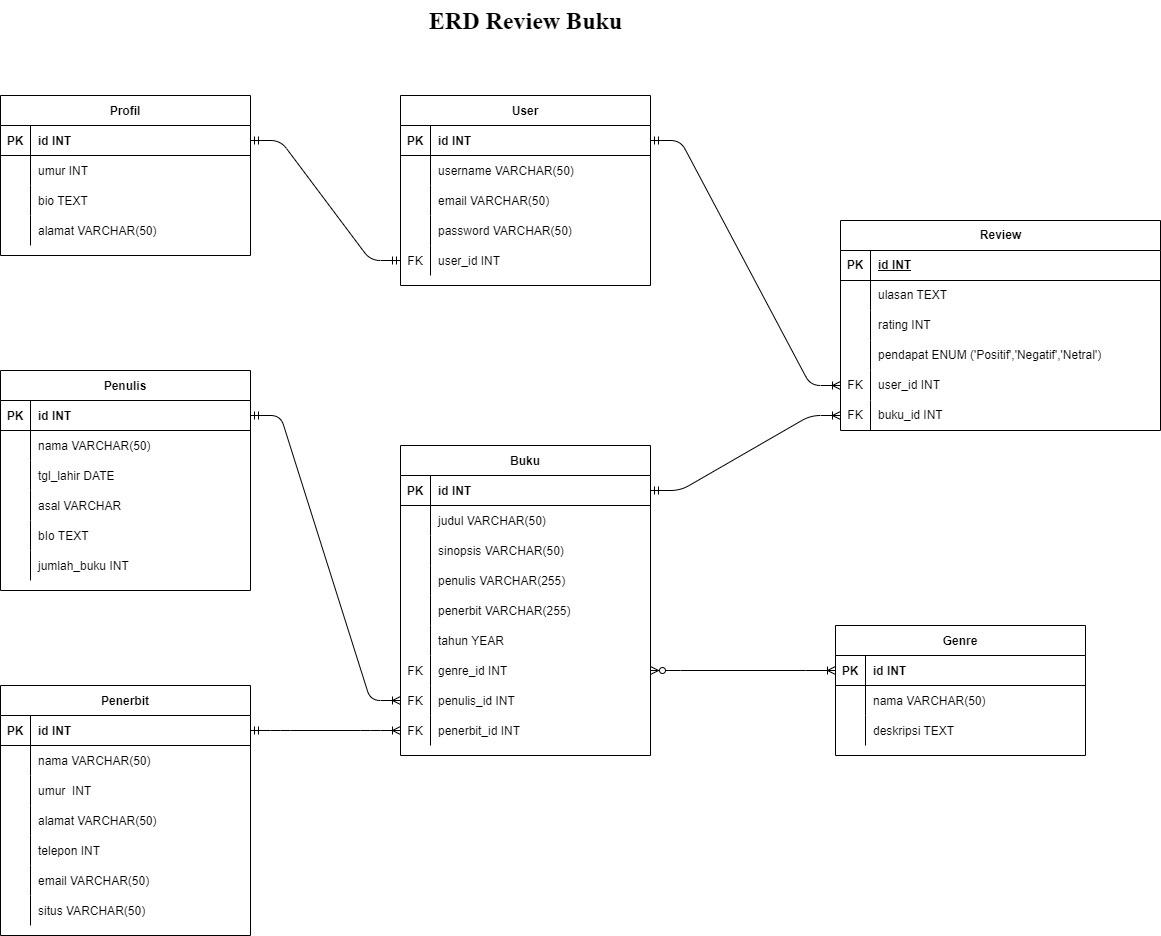 ERD Review Buku
Profil
PK id INT
umur INT
bio TEXT
alamat VARCHAR(50)
User
PK id INT
username VARCHAR(50)
email VARCHAR(50)
password VARCHAR(50)
FK user_id INT
Review
PK id INT
ulasan TEXT
rating INT
pendapat ENUM ('Positif','Negatif','Netral')
FK user_id INT
FK buku_id INT
Penulis
PK id INT
nama VARCHAR(50)
tgl_lahir DATE
asal VARCHAR
bIo TEXT
jumlah_buku INT
Buku
PK id INT
judul VARCHAR(50)
sinopsis VARCHAR(50)
penulis VARCHAR(255)
penerbit VARCHAR(255)
tahun YEAR
FK genre_id INT
FK penulis_id INT
FK penerbit_id INT
Genre
PK id INT
nama VARCHAR(50)
deskripsi TEXT
Penerbit
PK id INT
nama VARCHAR(50)
umur  INT
alamat VARCHAR(50)
telepon INT
email VARCHAR(50)
situs VARCHAR(50)